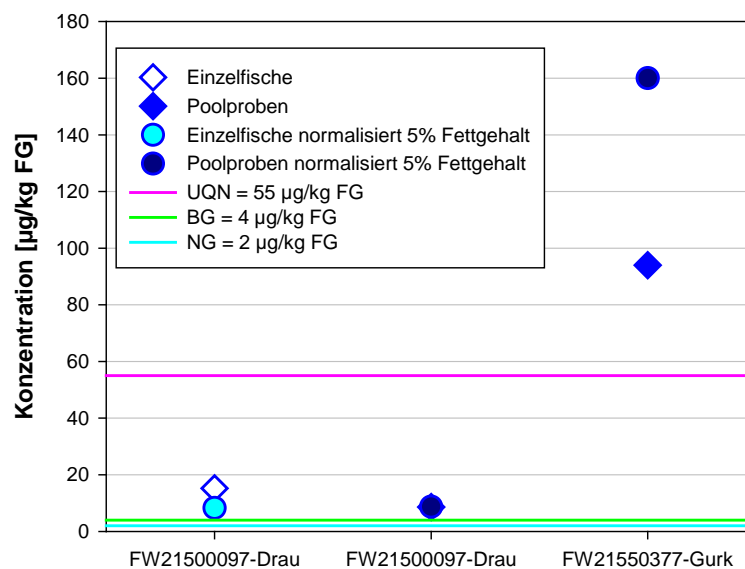 180
160
140
120
100
80
60
40
20
0
Konzentration [µg/kg FG]
Einzelfische
Poolproben
Einzelfische normalisiert 5% Fettgehalt
Poolproben normalisiert 5% Fettgehalt
UQN = 55 µg/kg FG
BG = 4 µg/kg FG
NG = 2 µg/kg FG
FW21500097-Drau FW21500097-Drau FW21550377-Gurk